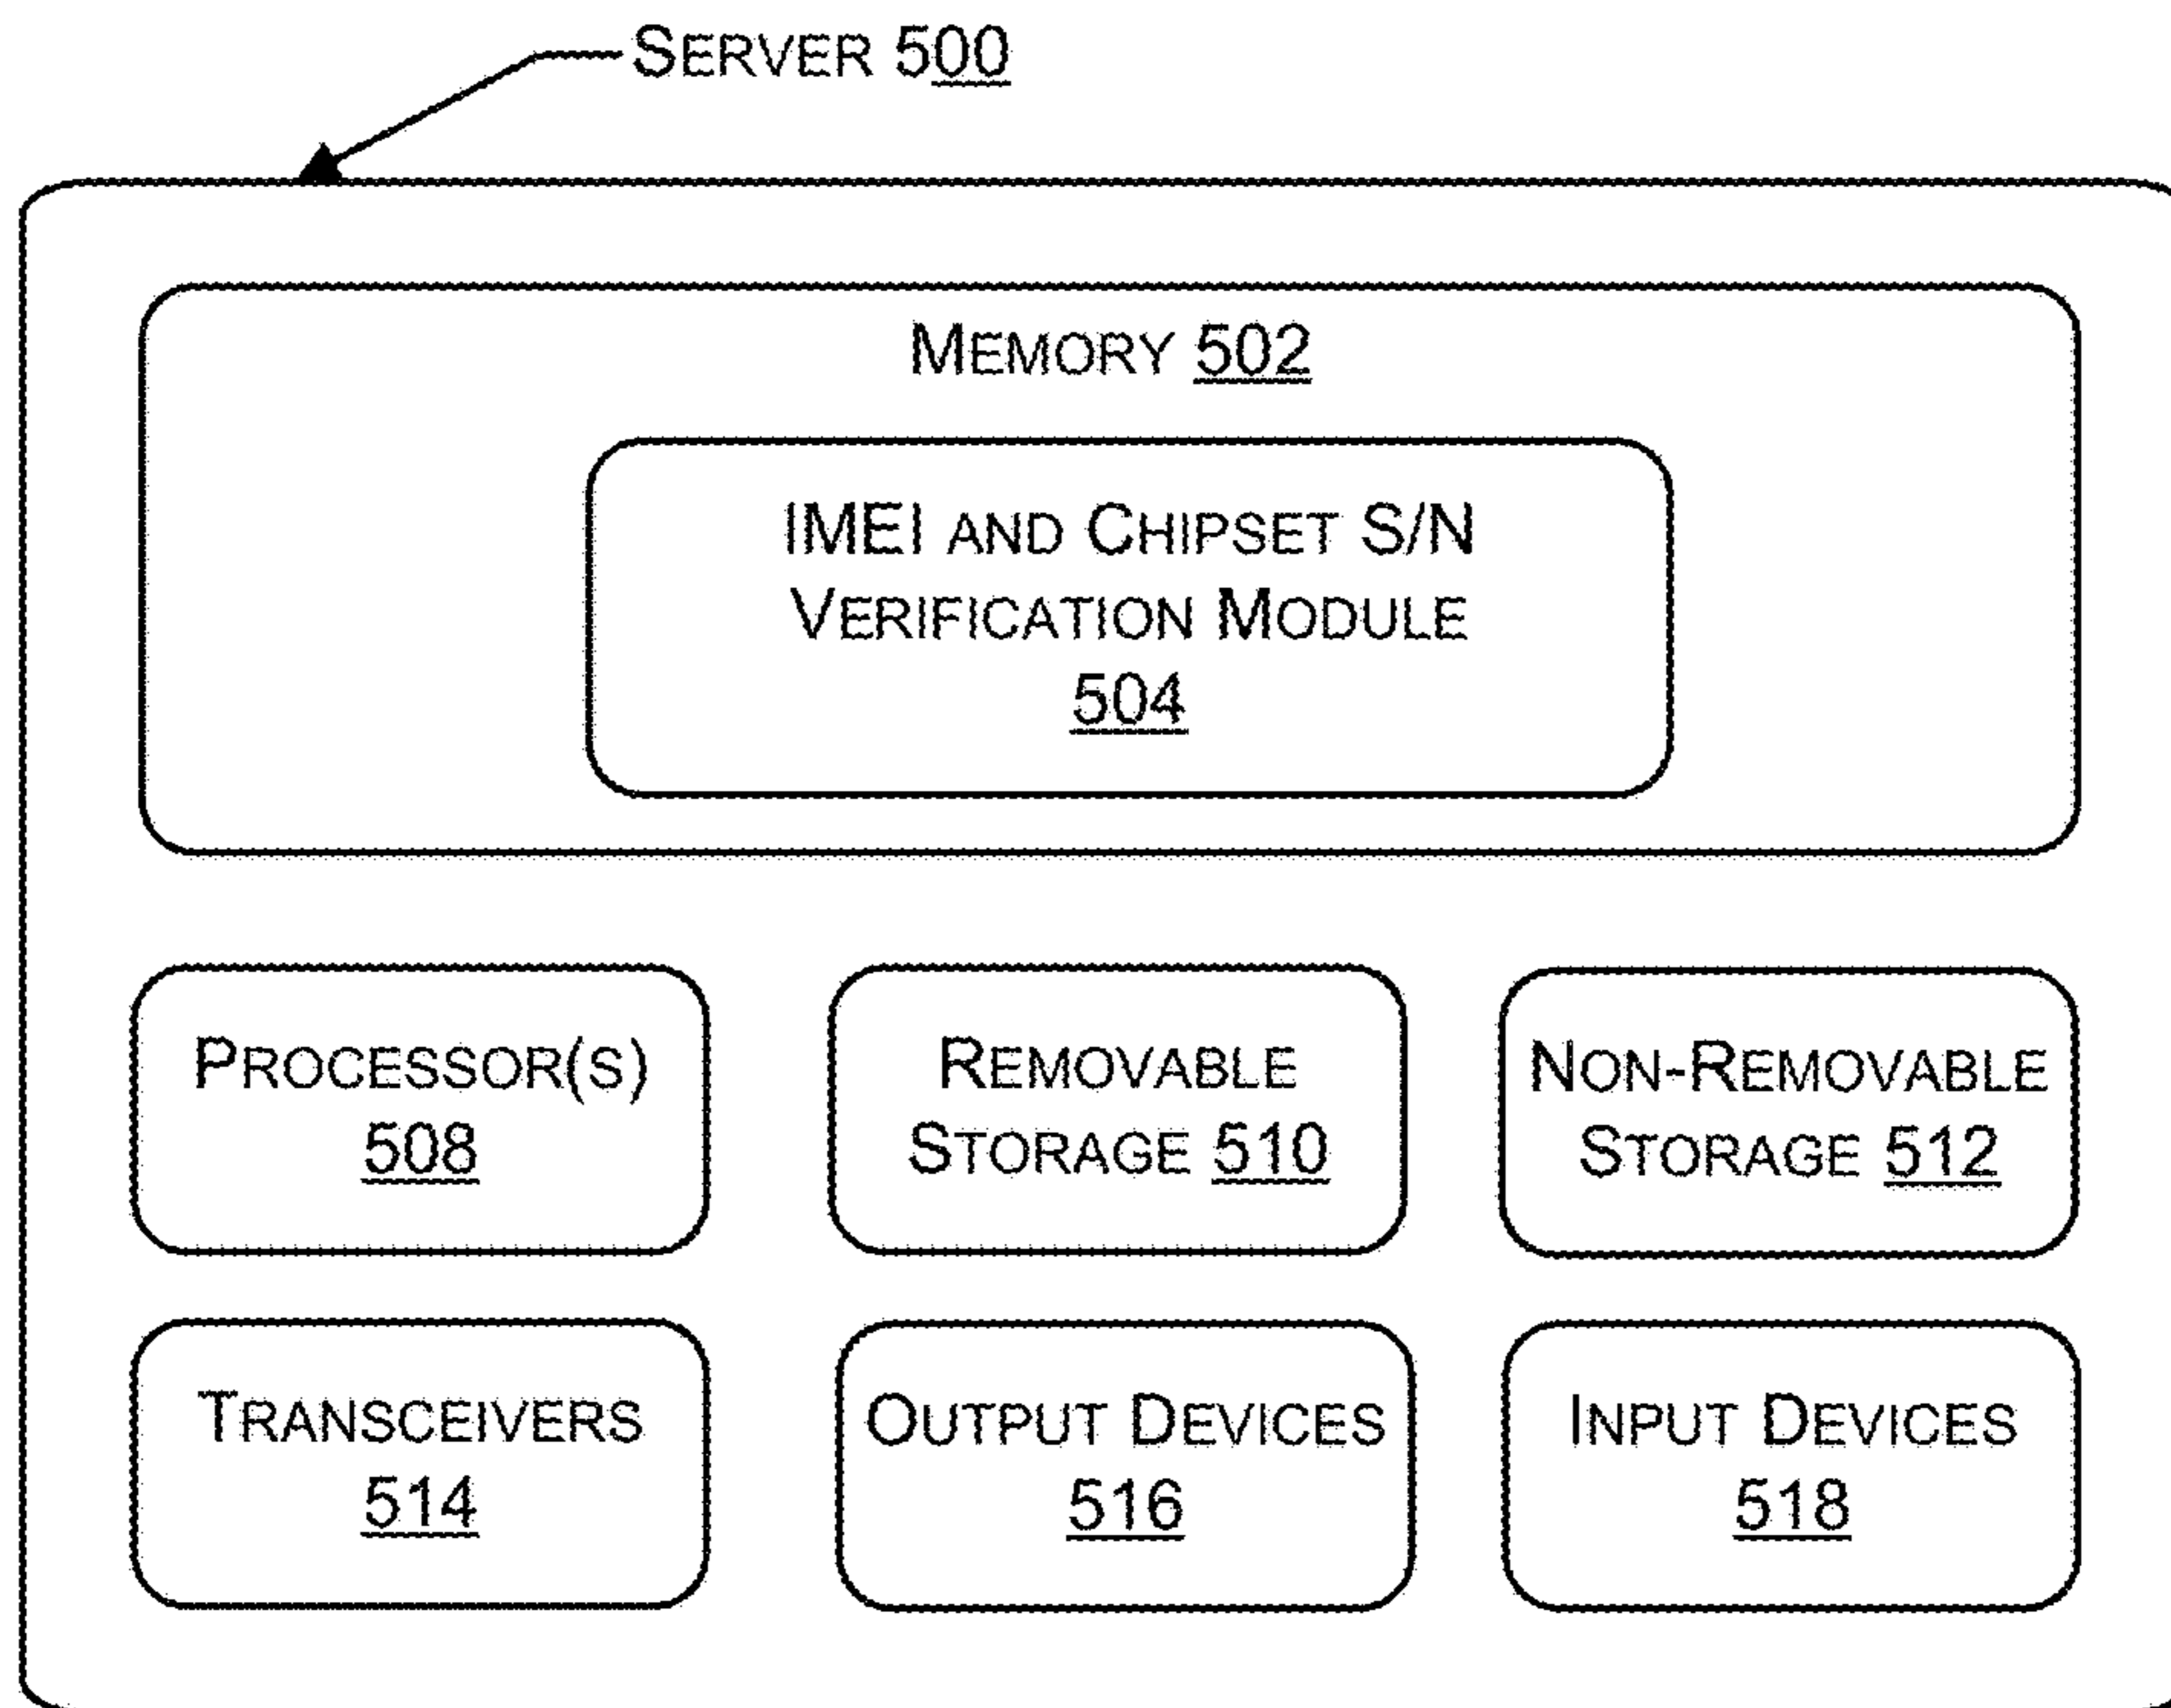 SERVER 500
MEMORY 502
IMEI AND CHIPSET S/N
VERIFICATION MODULE
504
PROCESSOR(S)
508
REMOVABLE
STORAGE 510
NON-REMOVABLE
STORAGE 512
TRANSCEIVERS
514
OUTPUT DEVICES
516
INPUT DEVICES
518